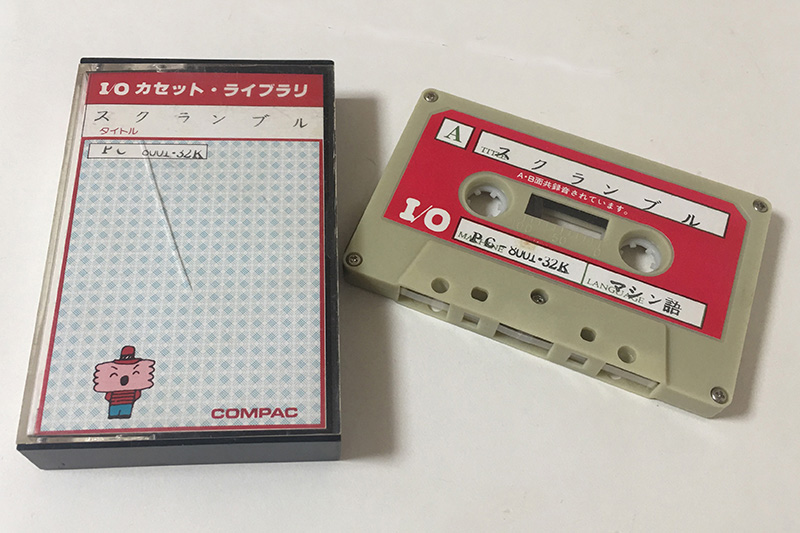 I/O カセット・ライブラリ
スクランブル
タイトル
PC-8001・32K
COMPAC
A
TITLE
スクランブル
A・B面共録音されています。
I/O
MACHINE
PC-8001・32K
LANGUAGE
マシン語